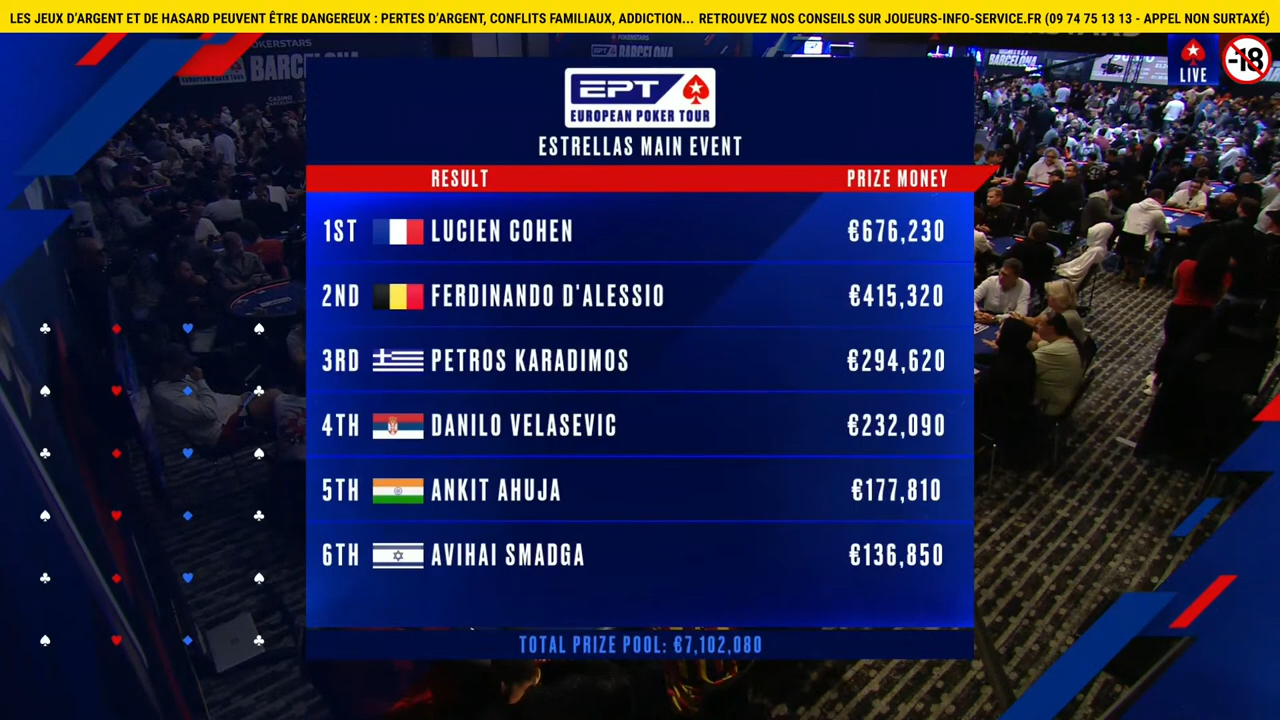 LES JEUX D'ARGENT ET DE HASARD PEUVENT ÊTRE DANGEREUX : PERTES D'ARGENT, CONFLITS FAMILIAUX, ADDICTION... RETROUVEZ NOS CONSEILS SUR JOUEURS-INFO-SERVICE.FR (09 74 75 13 13 - APPEL NON SURTAXÉ)
POKERSTARS
BARCELONA
LIVE
-18
EPT
EUROPEAN POKER TOUR
ESTRELLAS MAIN EVENT
RESULT PRIZE MONEY
1ST LUCIEN COHEN €676,230
2ND FERDINANDO D'ALESSIO €415,320
3RD PETROS KARADIMOS €294,620
4TH DANILO VELASEVIC €232,090
5TH ANKIT AHUJA €177,810
6TH AVIHAI SMADGA €136,850
TOTAL PRIZE POOL: €7,102,080